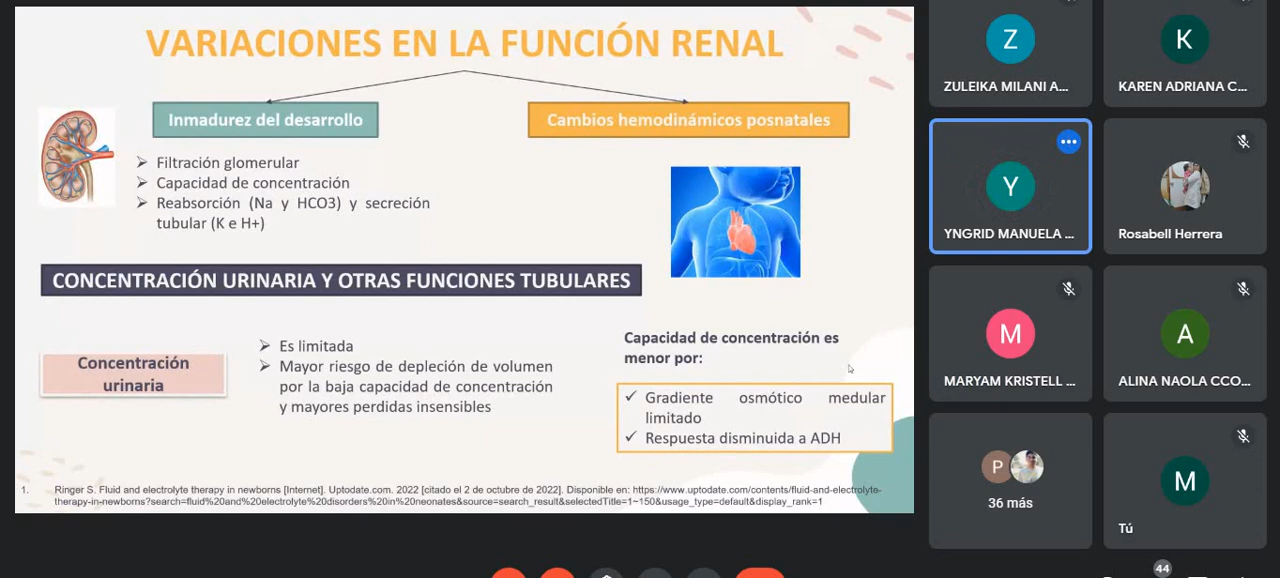 VARIACIONES EN LA FUNCIÓN RENAL
Inmadurez del desarrollo
Cambios hemodinámicos posnatales
➢ Filtración glomerular
➢ Capacidad de concentración
➢ Reabsorción (Na y HCO3) y secreción
tubular (K e H+)
CONCENTRACIÓN URINARIA Y OTRAS FUNCIONES TUBULARES
Concentración
urinaria
➢ Es limitada
➢ Mayor riesgo de depleción de volumen
por la baja capacidad de concentración
y mayores perdidas insensibles
Capacidad de concentración es
menor por:
✓ Gradiente osmótico medular
limitado
✓ Respuesta disminuida a ADH
1. Ringer S. Fluid and electrolyte therapy in newborns [Internet]. Uptodate.com. 2022 [citado el 2 de octubre de 2022]. Disponible en: https://www.uptodate.com/contents/fluid-and-electrolyte-
therapy-in-newborns?search=fluid%20and%20electrolyte%20disorders%20in%20neonates&source=search_result&selectedTitle=1~150&usage_type=default&display_rank=1
Z
ZULEIKA MILANI A...
K
KAREN ADRIANA C...
Y
YNGRID MANUELA ...
Rosabell Herrera
M
MARYAM KRISTELL ...
A
ALINA NAOLA CCO...
P
36 más
M
Tú
44